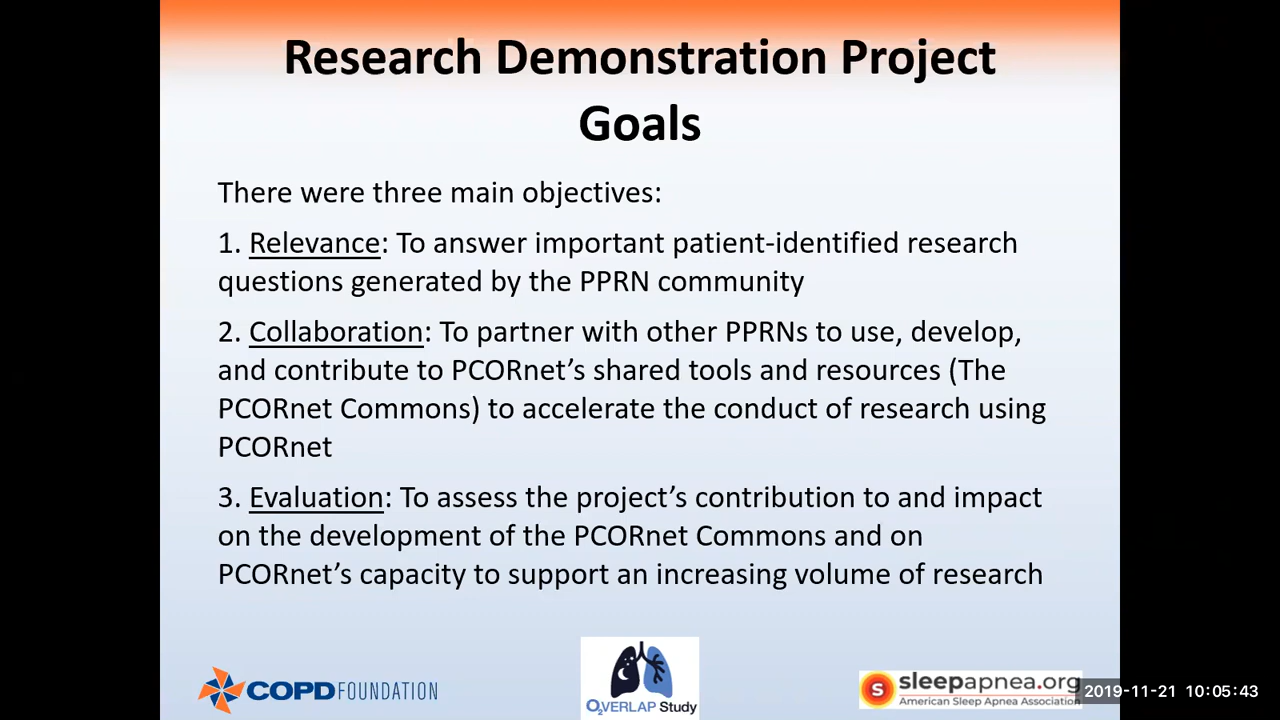 Research Demonstration Project
Goals
There were three main objectives:
1. Relevance: To answer important patient-identified research
questions generated by the PPRN community
2. Collaboration: To partner with other PPRNs to use, develop,
and contribute to PCORnet’s shared tools and resources (The
PCORnet Commons) to accelerate the conduct of research using
PCORnet
3. Evaluation: To assess the project’s contribution to and impact
on the development of the PCORnet Commons and on
PCORnet’s capacity to support an increasing volume of research
COPDFOUNDATION
O2VERLAP Study
S sleepapnea.org
American Sleep Apnea Association
2019-11-21 10:05:43